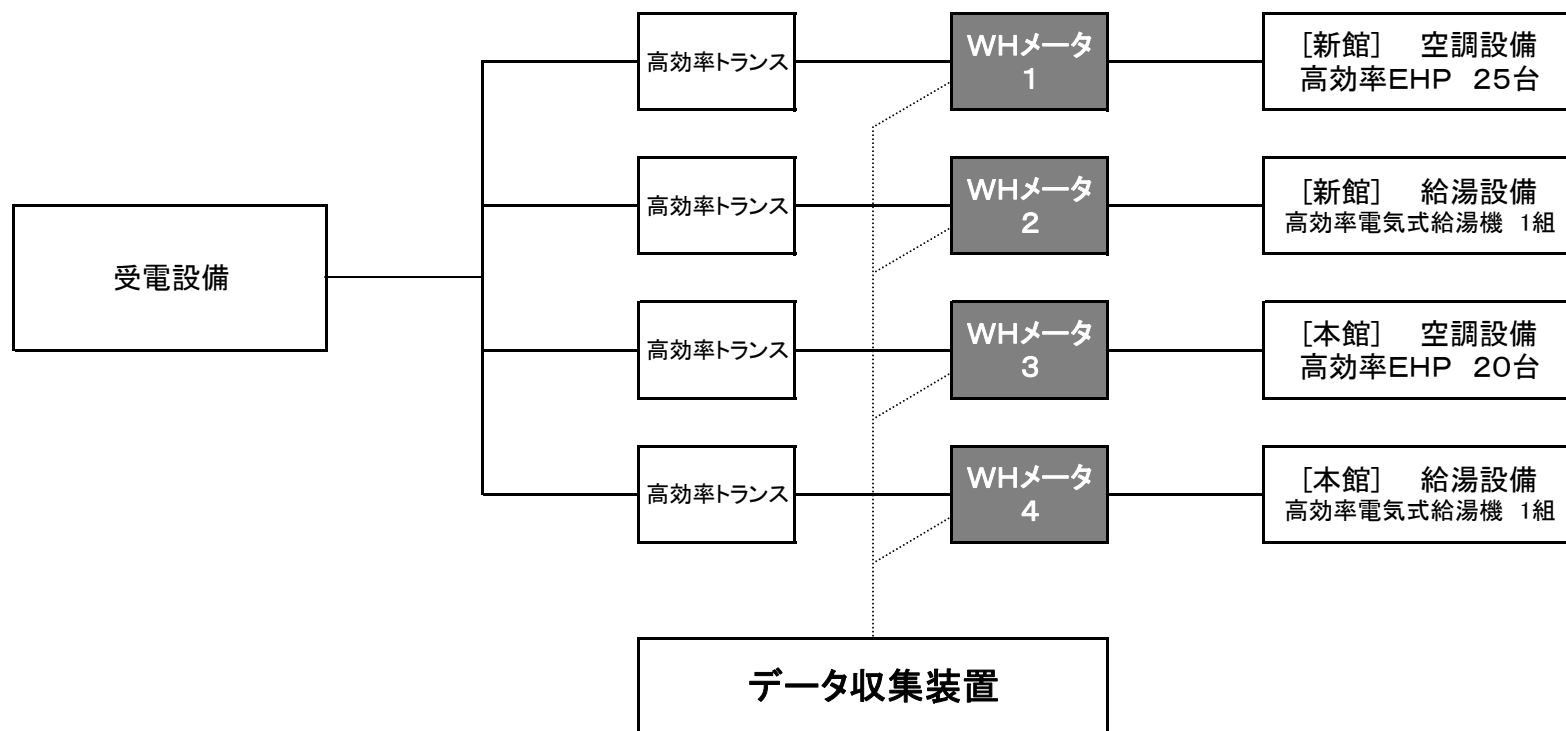 高効率トランス
WHメータ
1
[新館]　空調設備
高効率EHP　25台
高効率トランス
WHメータ
2
[新館]　給湯設備
高効率電気式給湯機　1組
受電設備
高効率トランス
WHメータ
3
[本館]　空調設備
高効率EHP　20台
高効率トランス
WHメータ
4
[本館]　給湯設備
高効率電気式給湯機　1組
データ収集装置